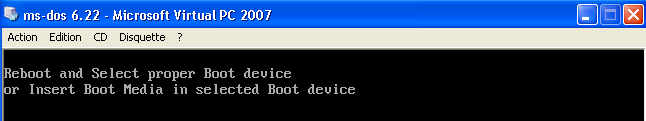 ms-dos 6.22 - Microsoft Virtual PC 2007
Action Edition CD Disquette ?
Reboot and Select proper Boot device
or Insert Boot Media in selected Boot device